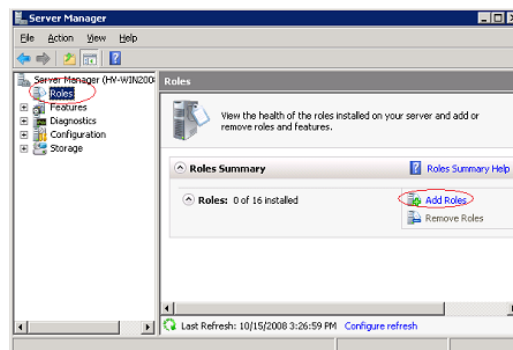 Server Manager
File Action View Help
Server Manager (HV-WIN200
Roles
Features
Diagnostics
Configuration
Storage
Roles
View the health of the roles installed on your server and add or
remove roles and features.
Roles Summary
Roles Summary Help
Roles: 0 of 16 installed
Add Roles
Remove Roles
Last Refresh: 10/15/2008 3:26:59 PM Configure refresh